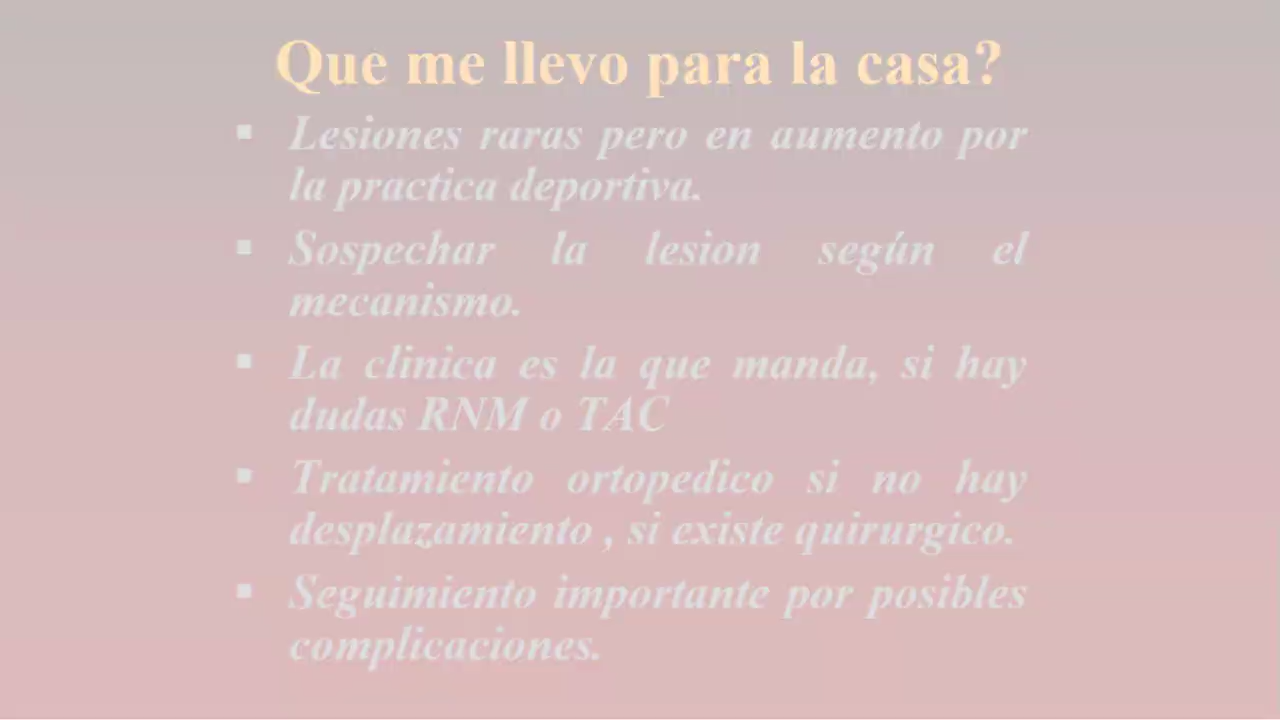 Que me llevo para la casa?
▪ Lesiones raras pero en aumento por
la practica deportiva.
▪ Sospechar la lesion según el
mecanismo.
▪ La clinica es la que manda, si hay
dudas RNM o TAC
▪ Tratamiento ortopedico si no hay
desplazamiento , si existe quirurgico.
▪ Seguimiento importante por posibles
complicaciones.